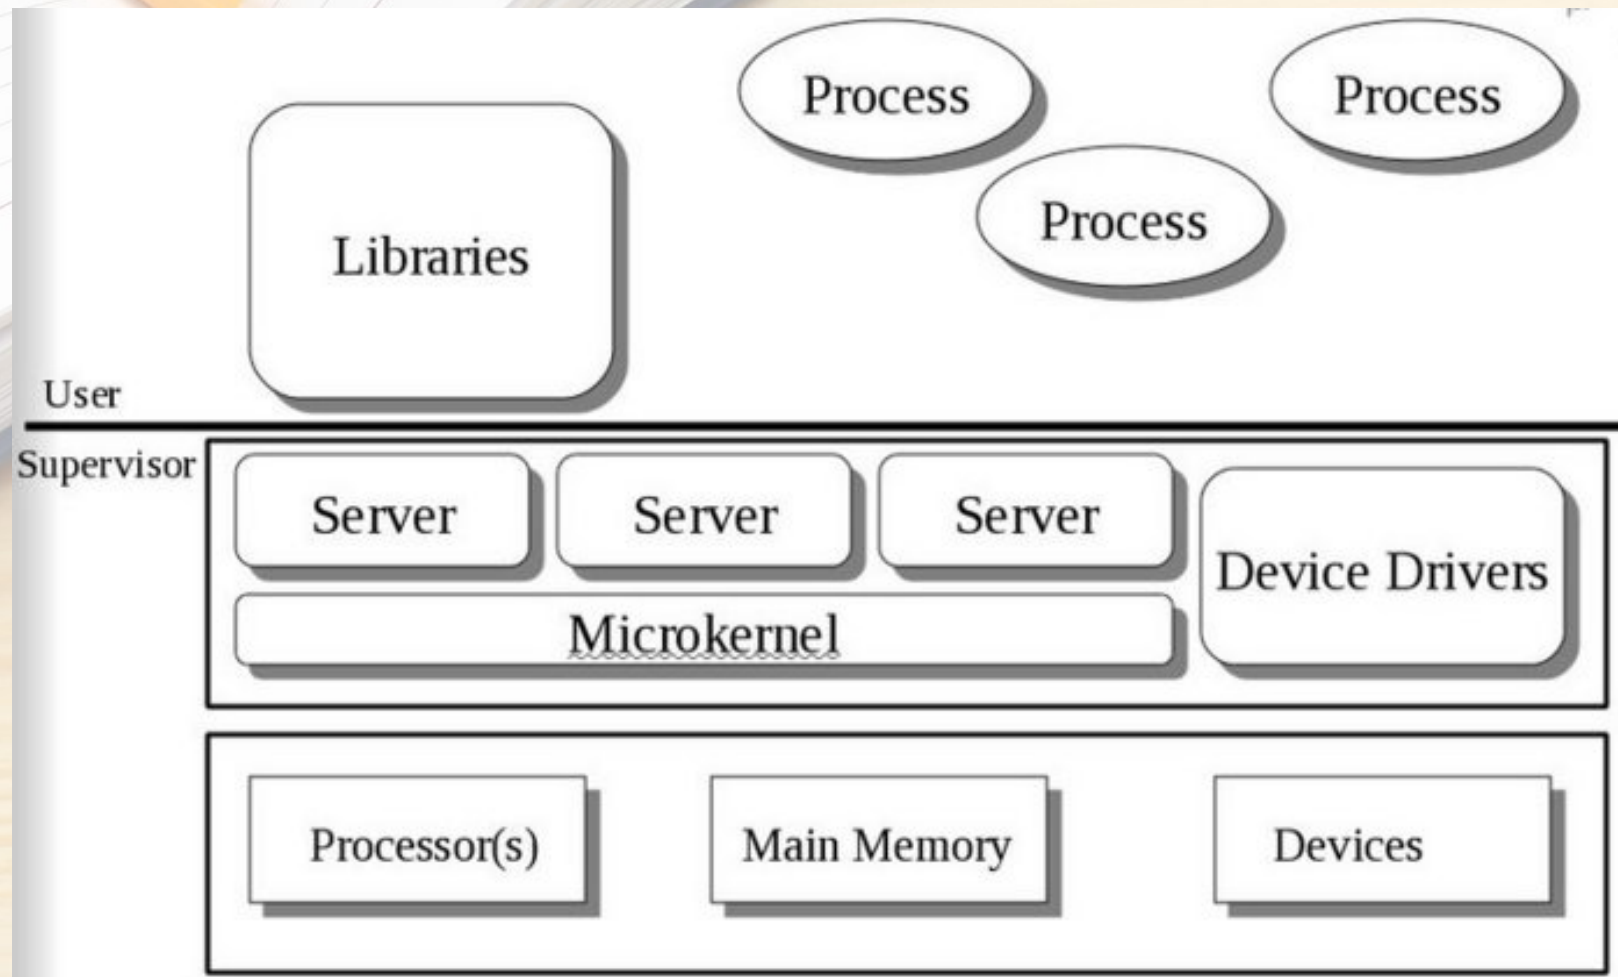 Process
Process
Process
Libraries
User
Supervisor
Server
Server
Server
Device Drivers
Microkernel
Processor(s)
Main Memory
Devices